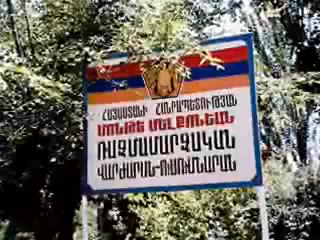 ՀԱՅԱՍՏԱՆԻ ՀԱՆՐԱՊԵՏՈՒԹՅԱՆ
ՄՈՆԹԵ ՄԵԼՔՈՆՅԱՆ
ՌԱԶՄԱՄԱՐԶԱԿԱՆ
ՎԱՐԺԱՐԱՆ-ՈՒՍՈՒՄՆԱՐԱՆ